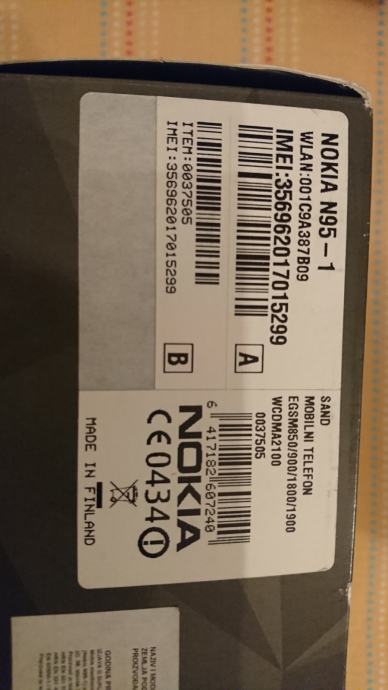 NOKIA N95-1
WLAN:001C9A387B09
IMEI:356962017015299
A
ITEM:0037505
IMEI:356962017015299
B
SAND
MOBILNI TELEFON
EGSM850/900/1800/1900
WCDMA2100
0037505
6 417182 607240
NOKIA
CE0434
MADE IN FINLAND